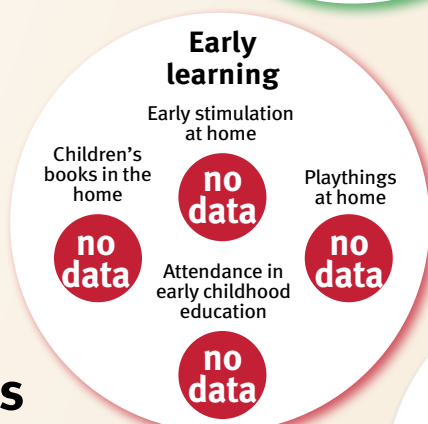 Early
learning
Early stimulation
at home
no
data
Children's
books in the
home
no
data
Playthings
at home
no
data
Attendance in
early childhood
education
no
data
s